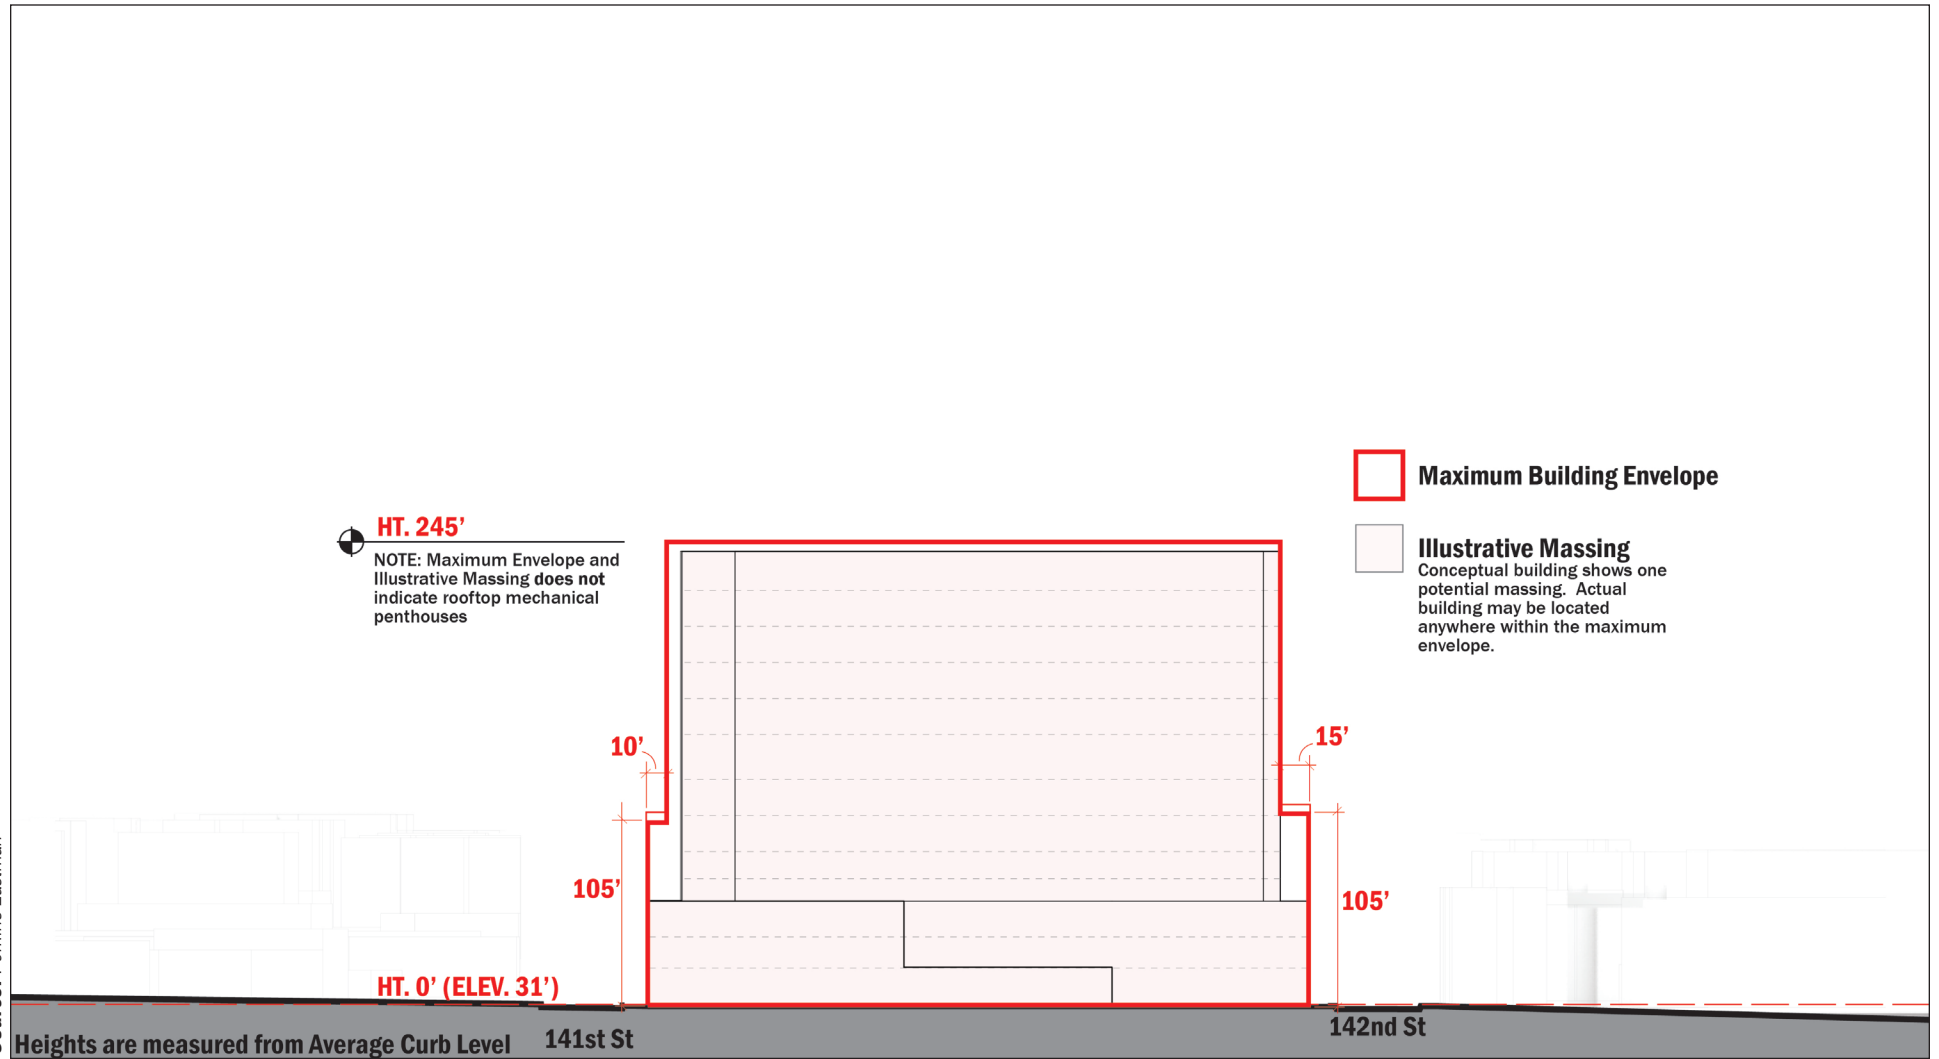 HT. 245’
NOTE: Maximum Envelope and
Illustrative Massing does not
indicate rooftop mechanical
penthouses
Maximum Building Envelope
Illustrative Massing
Conceptual building shows one
potential massing.  Actual
building may be located
anywhere within the maximum
envelope.
10’
15’
105’
105’
HT. 0’ (ELEV. 31’)
Heights are measured from Average Curb Level
141st St
142nd St